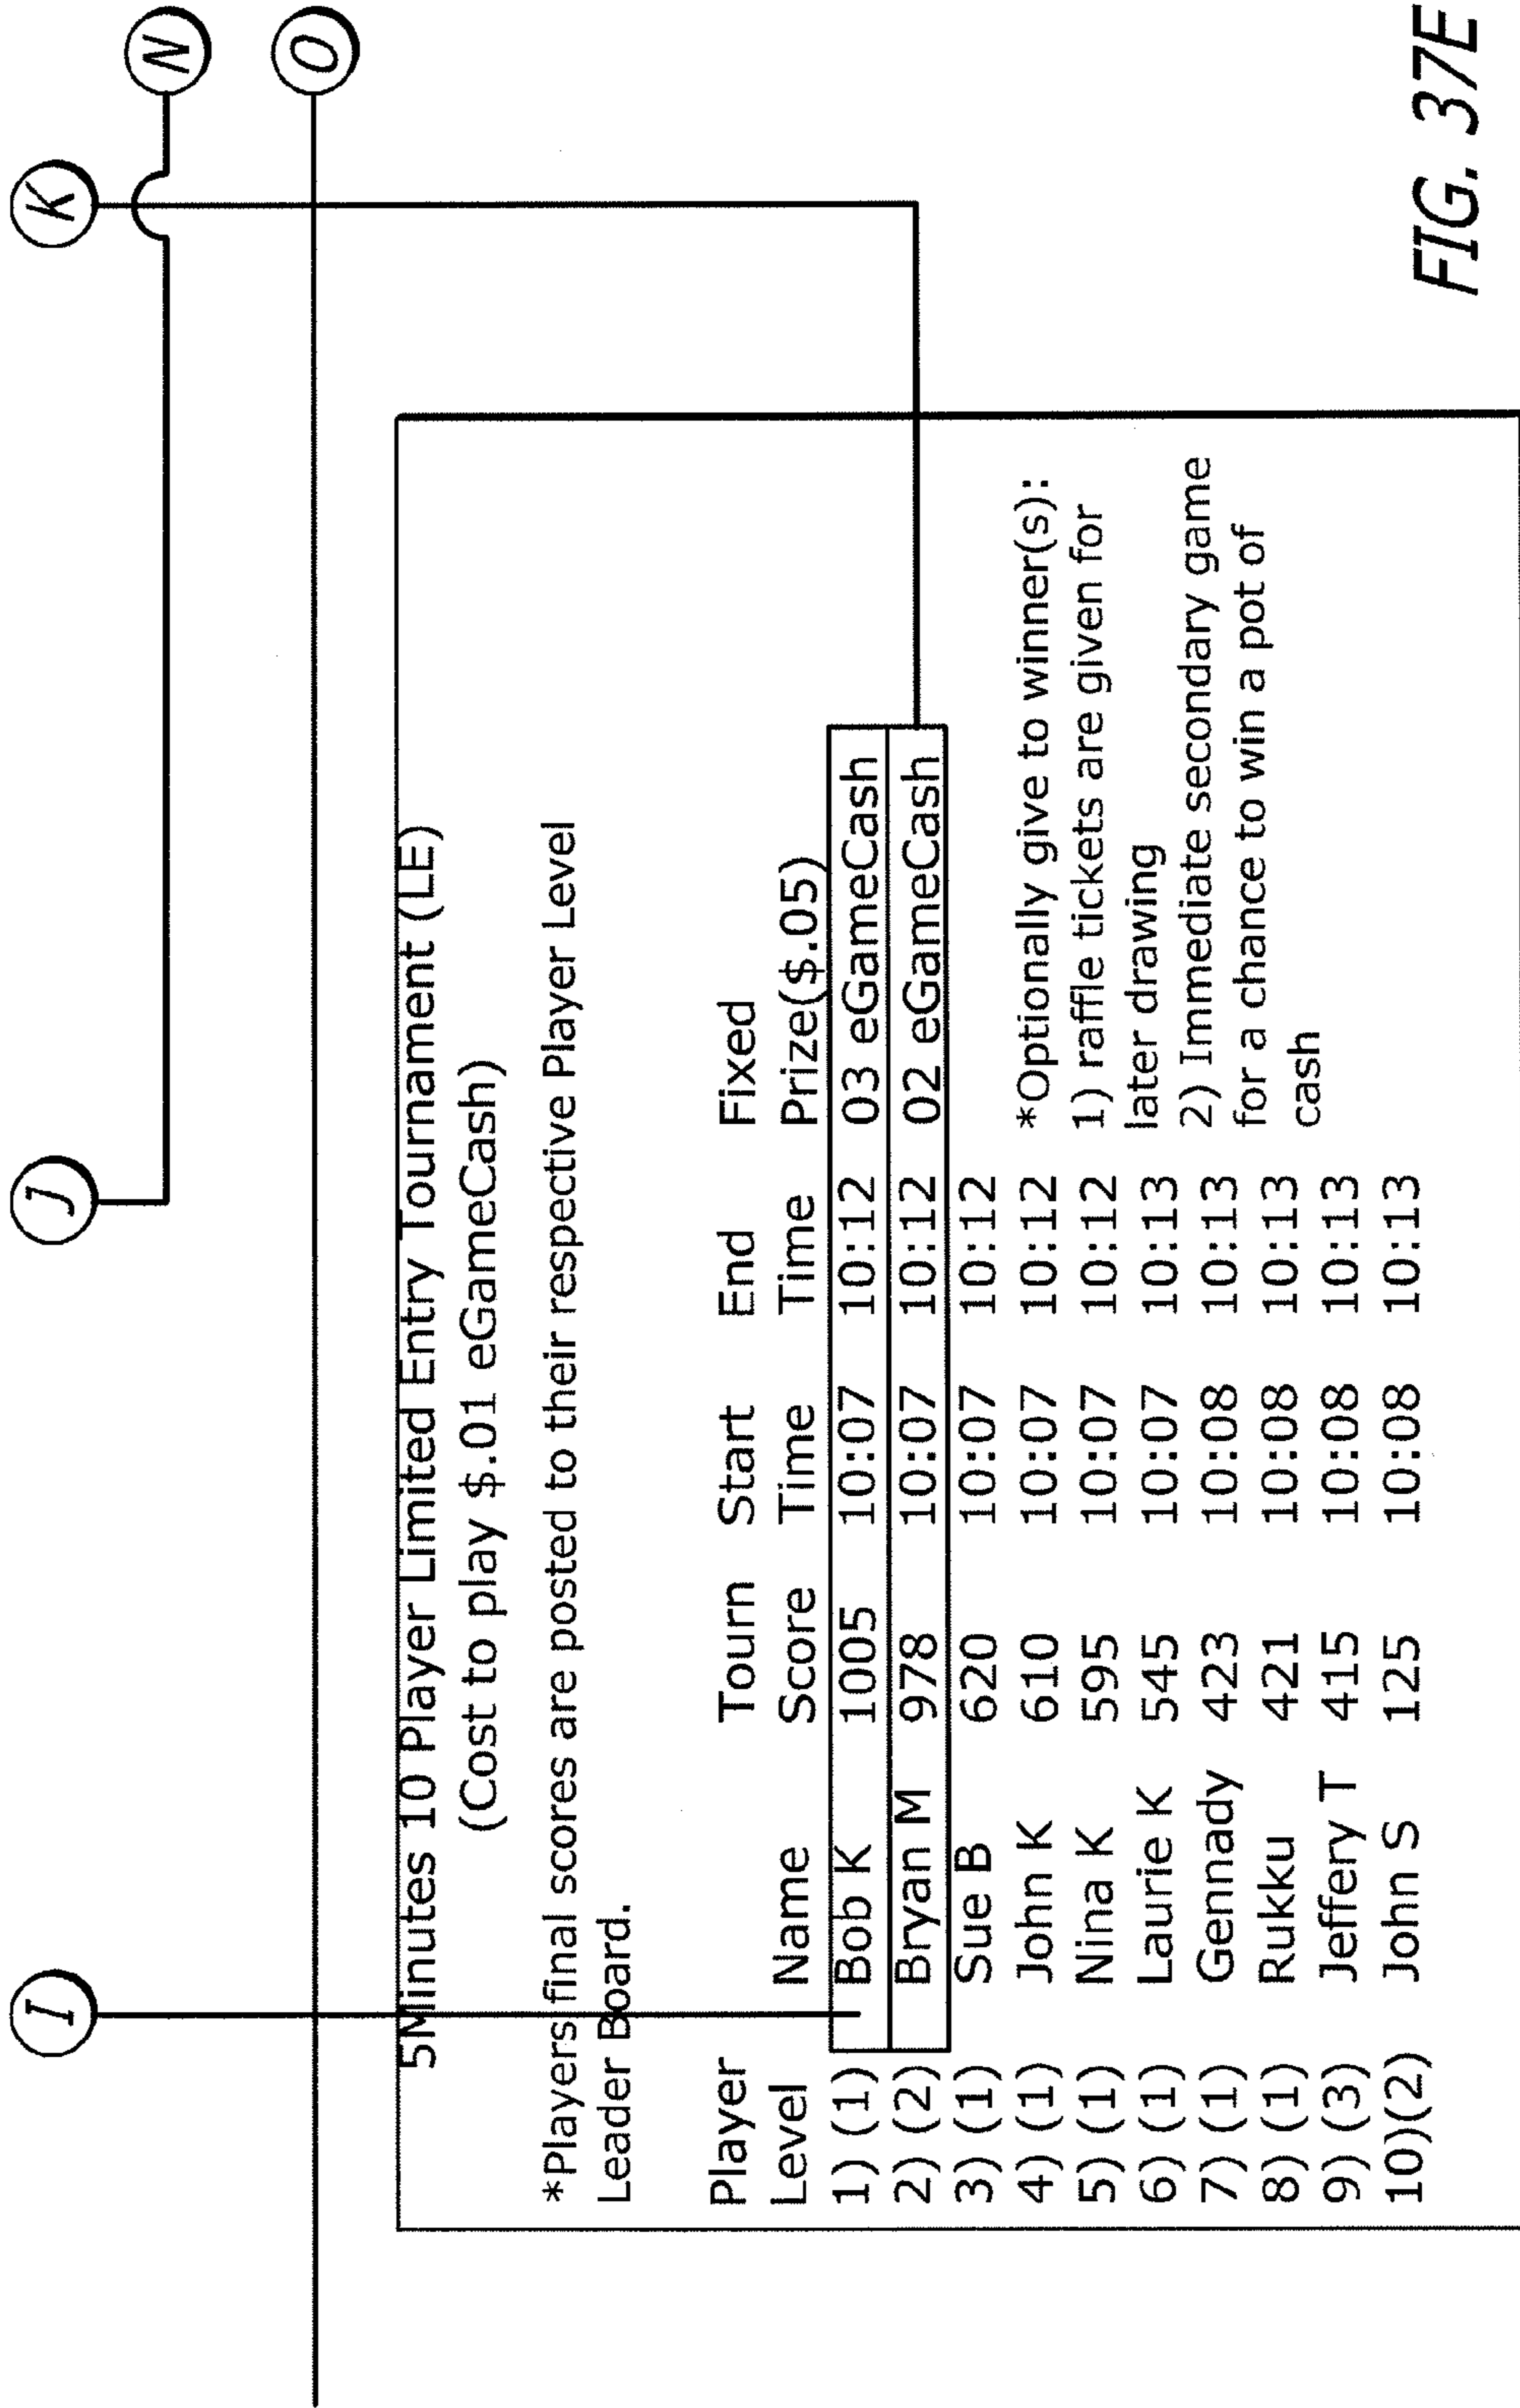 I
J
K
N
O
5Minutes 10 Player Limited Entry Tournament (LE)
(Cost to play $.01 eGameCash)
*Players final scores are posted to their respective Player Level
Leader Board.
Player Tourn Start End Fixed
Level Name Score Time Time Prize($.05)
1) (1) Bob K 1005 10:07 10:12 03 eGameCash
2) (2) Bryan M 978 10:07 10:12 02 eGameCash
3) (1) Sue B 620 10:07 10:12
4) (1) John K 610 10:07 10:12
5) (1) Nina K 595 10:07 10:12
6) (1) Laurie K 545 10:07 10:13
7) (1) Gennady 423 10:08 10:13
8) (1) Rukku 421 10:08 10:13
9) (3) Jeffery T 415 10:08 10:13
10)(2) John S 125 10:08 10:13
*Optionally give to winner(s):
1) raffle tickets are given for
later drawing
2) Immediate secondary game
for a chance to win a pot of
cash
FIG. 37E